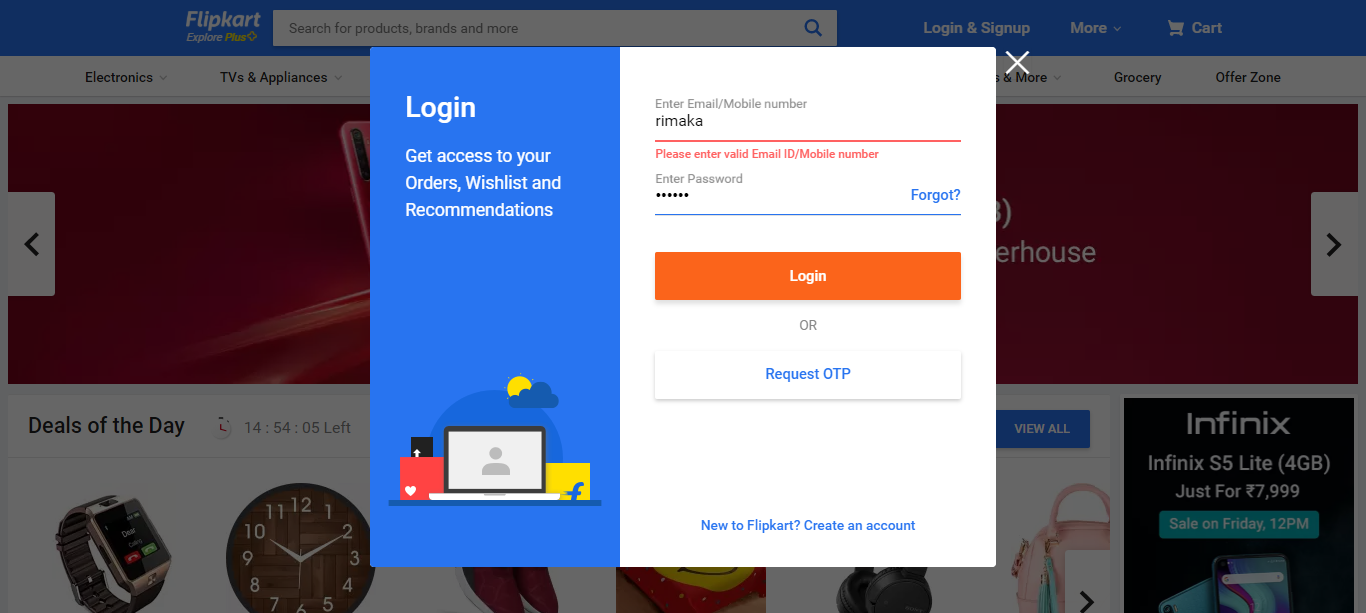 Flipkart
Explore Plus
Search for products, brands and more
Login & Signup
More
Cart
Electronics
TVs & Appliances
s & More
Grocery
Offer Zone
Login
Get access to your
Orders, Wishlist and
Recommendations
Enter Email/Mobile number
rimaka
Please enter valid Email ID/Mobile number
Enter Password
••••••
Forgot?
Login
OR
Request OTP
New to Flipkart? Create an account
erhouse
Deals of the Day
14 : 54 : 05 Left
VIEW ALL
Infinix
Infinix S5 Lite (4GB)
Just For ₹7,999
Sale on Friday, 12PM
Dear
Calling
12
11
1
10
2
9
3
8
4
7
6
5